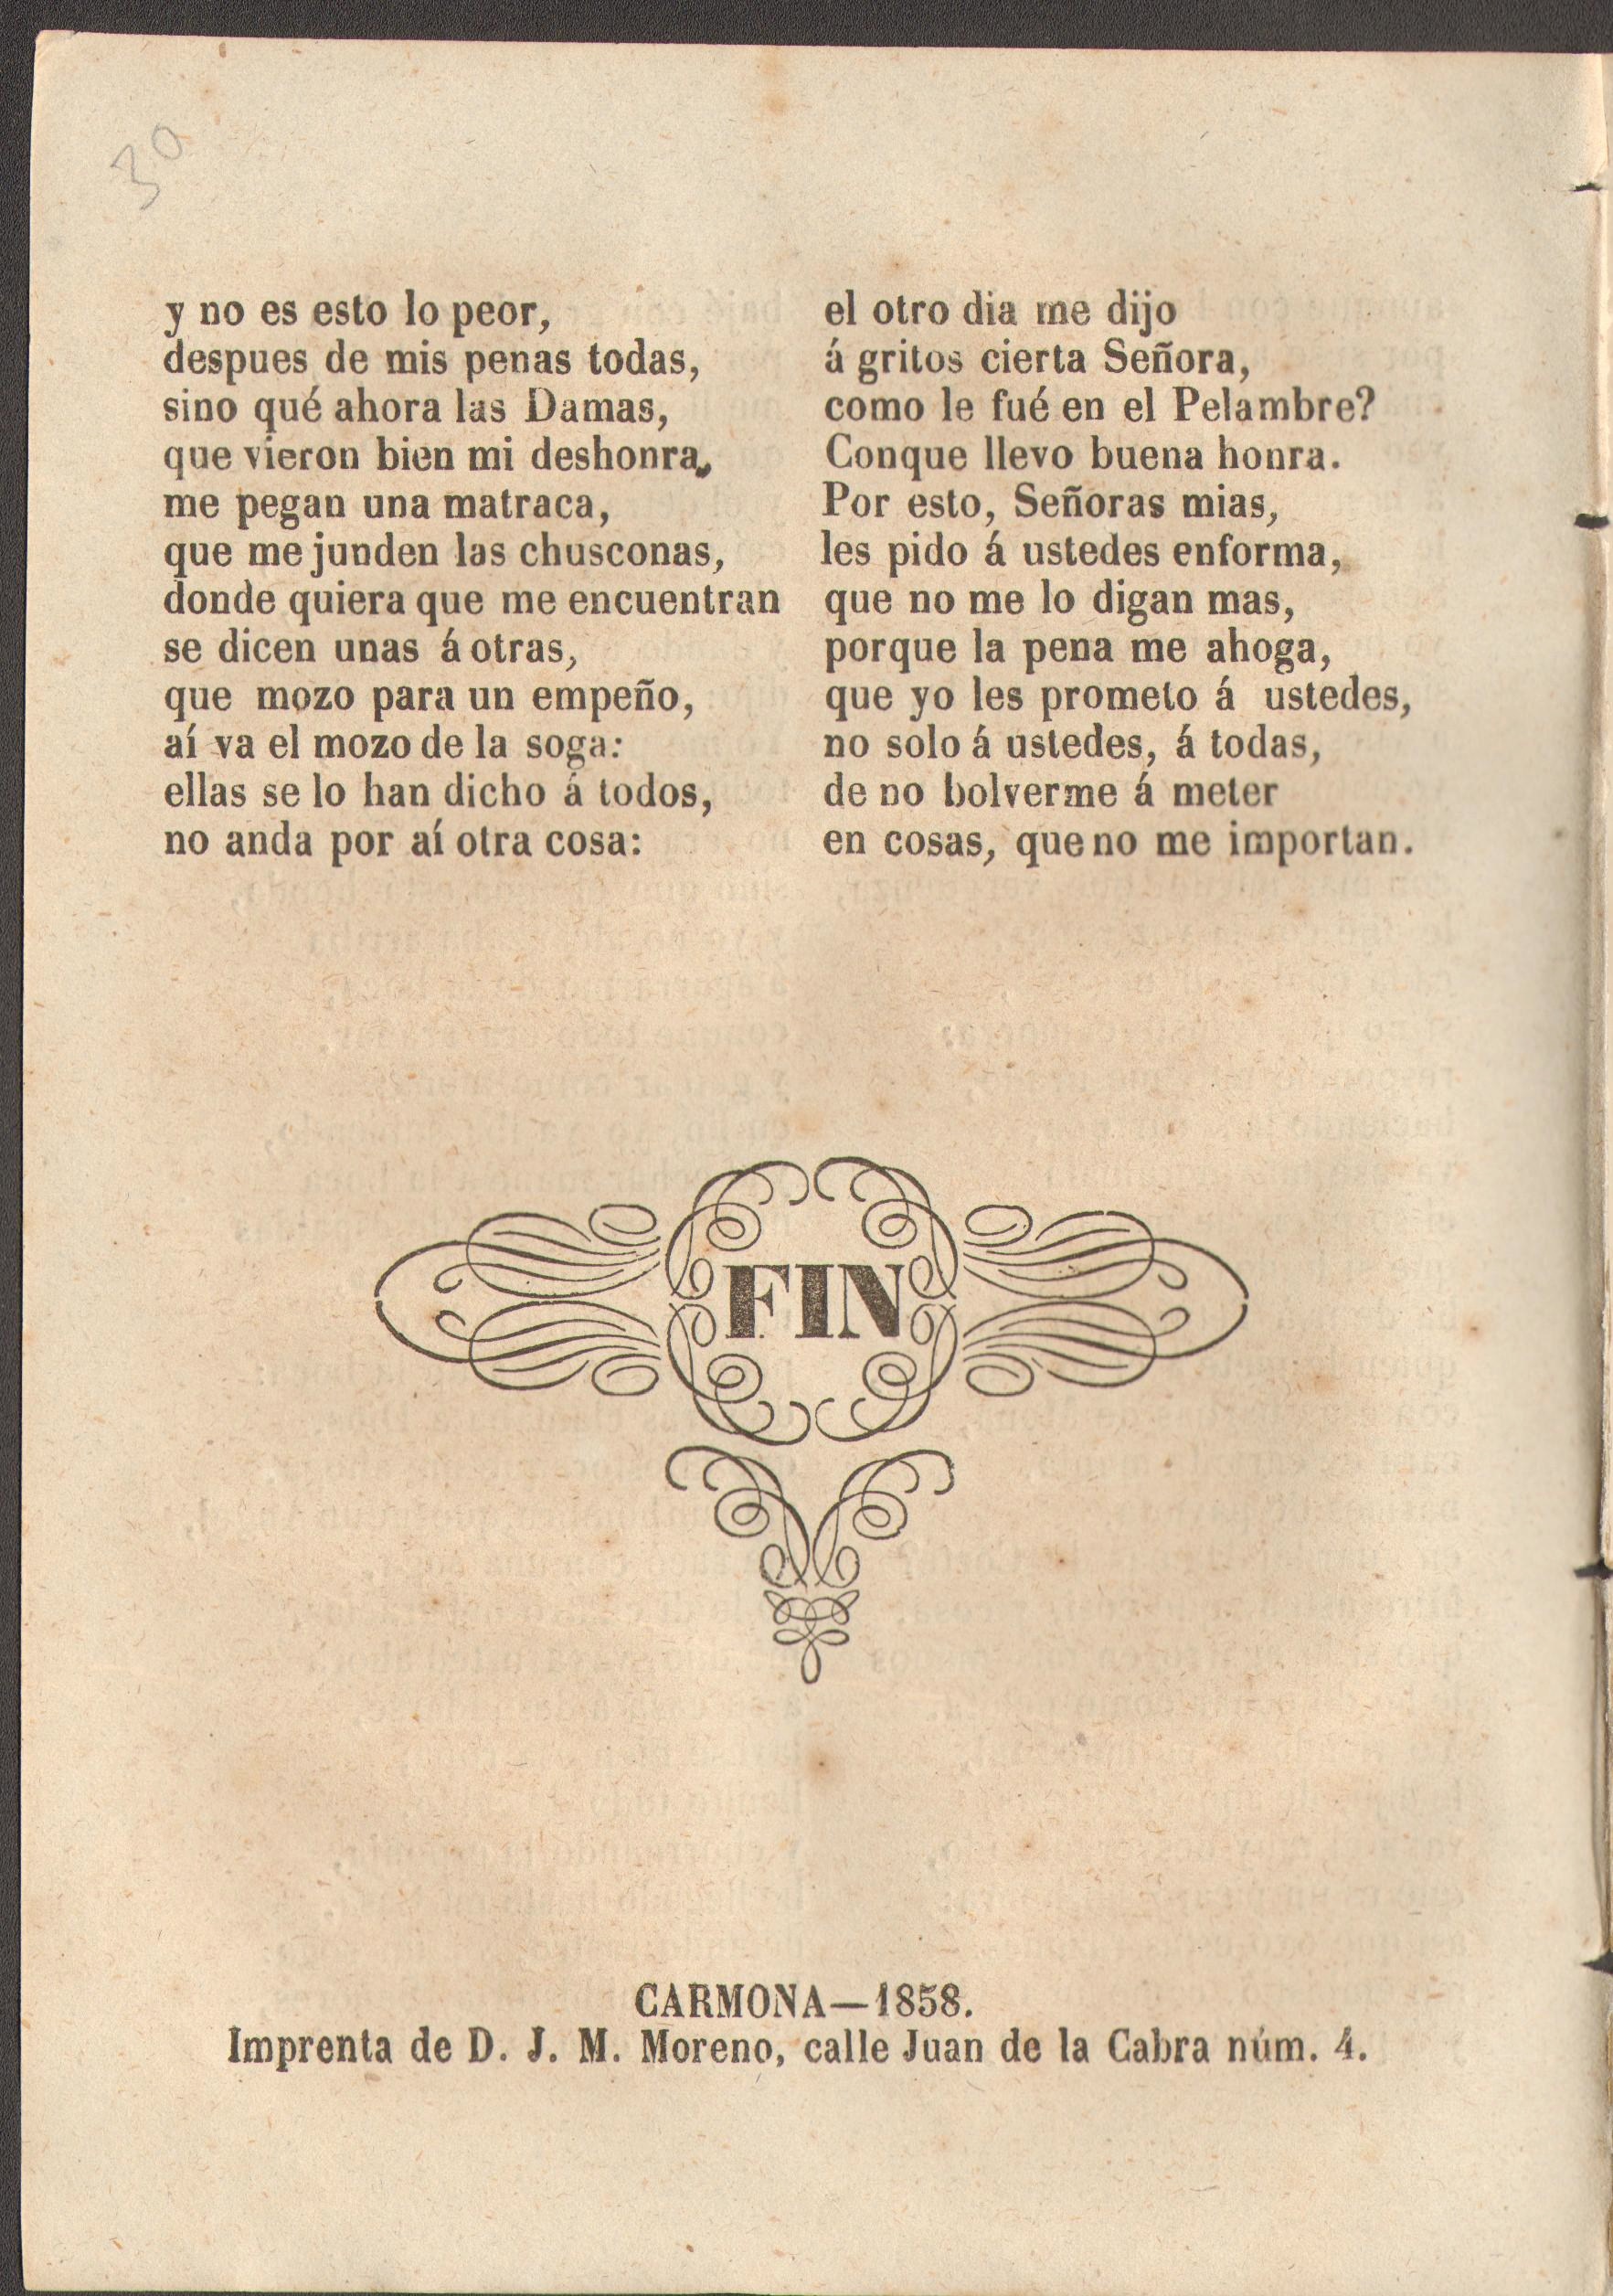 30
y no es esto lo peor,
despues de mis penas todas,
sino qué ahora las Damas,
que vieron bien mi deshonra,
me pegan una matraca,
que me junden las chusconas,
donde quiera que me encuentran
se dicen unas á otras,
que mozo para un empeño,
aí va el mozo de la soga:
ellas se lo han dicho á todos,
no anda por aí otra cosa:
el otro dia me dijo
á gritos cierta Señora,
como le fué en el Pelambre?
Conque llevo buena honra.
Por esto, Señoras mias,
les pido á ustedes enforma,
que no me lo digan mas,
porque la pena me ahoga,
que yo les prometo á ustedes,
no solo á ustedes, á todas,
de no bolverme á meter
en cosas, que no me importan.
FIN
CARMONA—1858.
Imprenta de D. J. M. Moreno, calle Juan de la Cabra núm. 4.